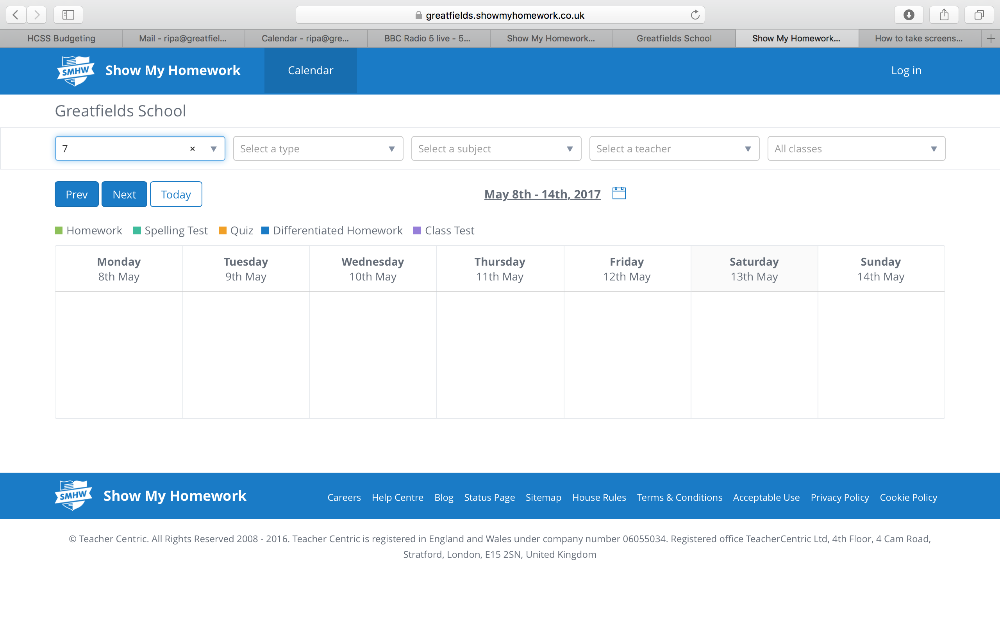 greatfields.showmyhomework.co.uk
HCSS Budgeting Mail - ripa@greatfiel... Calendar - ripa@gre... BBC Radio 5 live - 5... Show My Homework... Greatfields School Show My Homework... How to take screens...
SMHW Show My Homework Calendar Log in
Greatfields School
7 × Select a type Select a subject Select a teacher All classes
Prev Next Today May 8th - 14th, 2017
Homework Spelling Test Quiz Differentiated Homework Class Test
Monday Tuesday Wednesday Thursday Friday Saturday Sunday
8th May 9th May 10th May 11th May 12th May 13th May 14th May
SMHW Show My Homework Careers Help Centre Blog Status Page Sitemap House Rules Terms & Conditions Acceptable Use Privacy Policy Cookie Policy
© Teacher Centric. All Rights Reserved 2008 - 2016. Teacher Centric is registered in England and Wales under company number 06055034. Registered office TeacherCentric Ltd, 4th Floor, 4 Cam Road,
Stratford, London, E15 2SN, United Kingdom